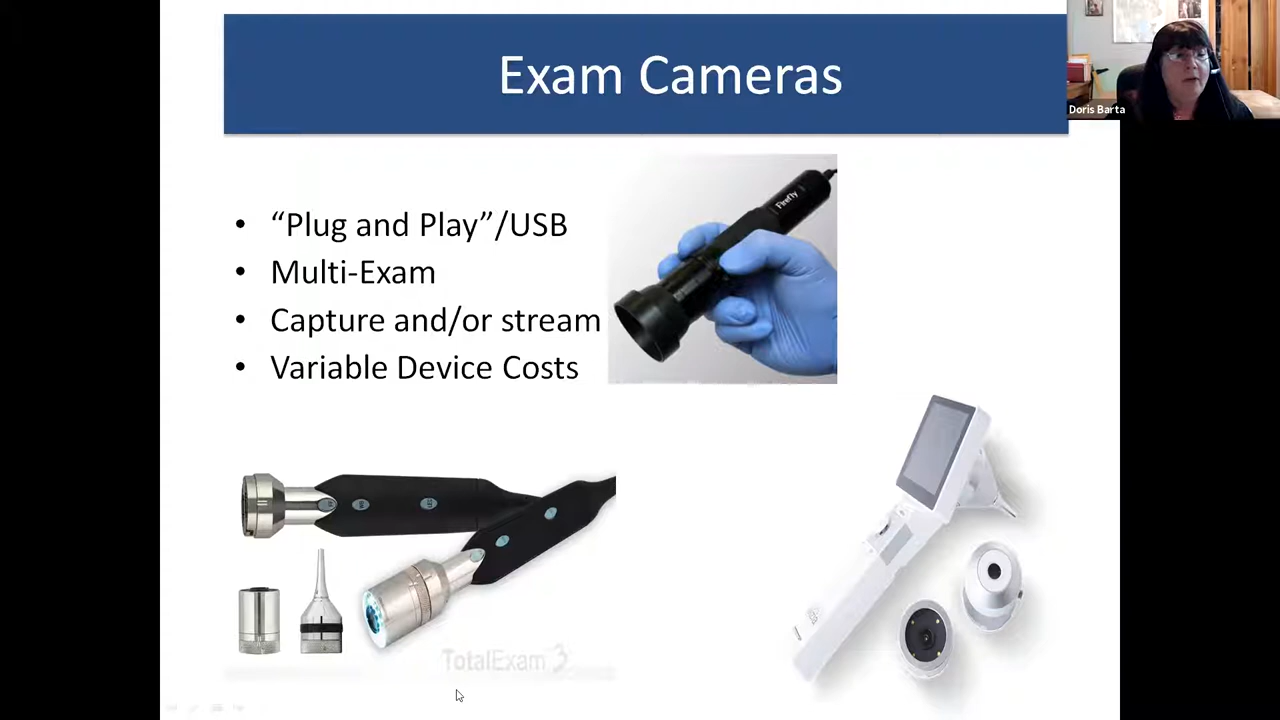 Exam Cameras
Doris Barta
• “Plug and Play”/USB
• Multi-Exam
• Capture and/or stream
• Variable Device Costs
Firefly
TotalExam 3